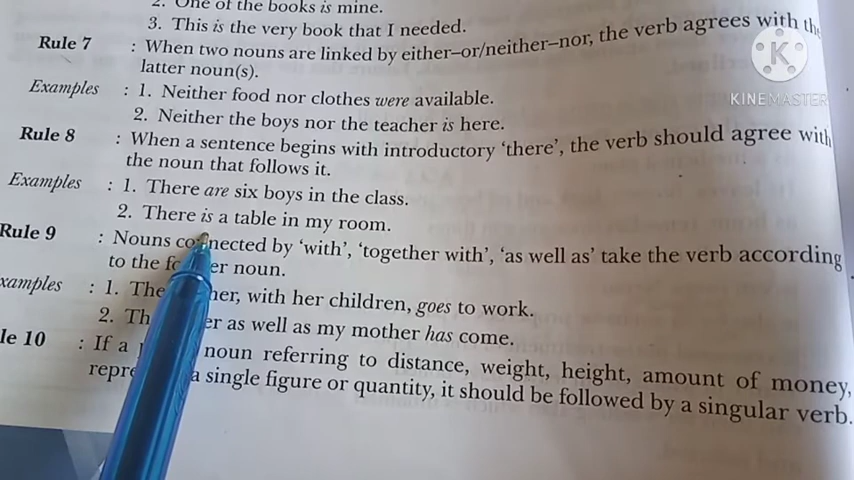 2. One of the books is mine.
3. This is the very book that I needed.
Rule 7 : When two nouns are linked by either–or/neither–nor, the verb agrees with the
latter noun(s).
Examples : 1. Neither food nor clothes were available.
2. Neither the boys nor the teacher is here.
Rule 8 : When a sentence begins with introductory 'there', the verb should agree with
the noun that follows it.
Examples : 1. There are six boys in the class.
2. There is a table in my room.
Rule 9 : Nouns connected by 'with', 'together with', 'as well as' take the verb according
to the noun.
xamples : 1. with her children, goes to work.
2. as well as my mother has come.
le 10 : If a noun referring to distance, weight, height, amount of money,
a single figure or quantity, it should be followed by a singular verb.
KINEMASTER